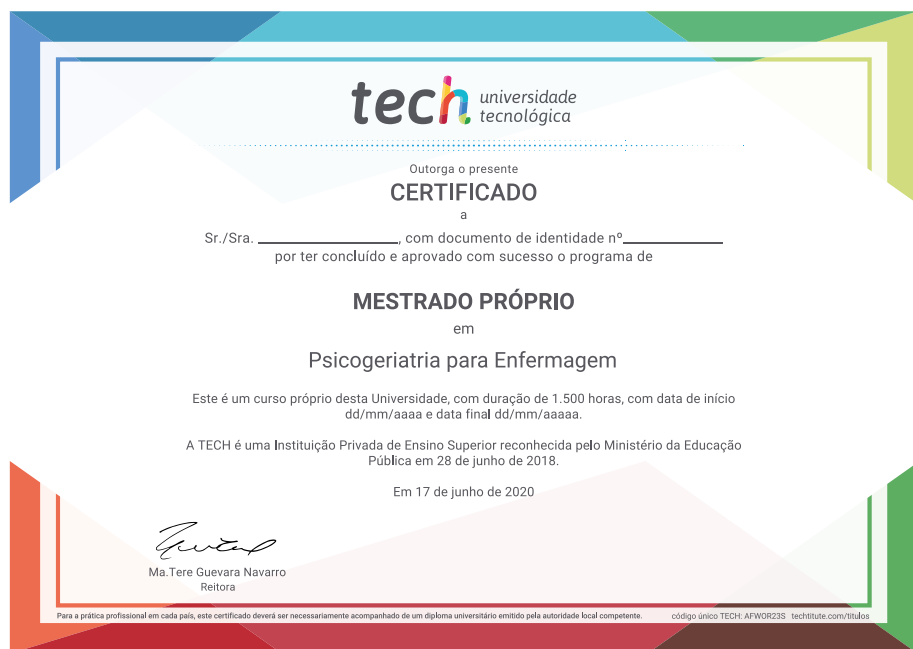 tech universidade
tecnológica
Outorga o presente
CERTIFICADO
a
Sr./Sra. ____________________, com documento de identidade nº______________
por ter concluído e aprovado com sucesso o programa de
MESTRADO PRÓPRIO
em
Psicogeriatria para Enfermagem
Este é um curso próprio desta Universidade, com duração de 1.500 horas, com data de início
dd/mm/aaaa e data final dd/mm/aaaaa.
A TECH é uma Instituição Privada de Ensino Superior reconhecida pelo Ministério da Educação
Pública em 28 de junho de 2018.
Em 17 de junho de 2020
Ma.Tere Guevara Navarro
Reitora
Para a prática profissional em cada país, este certificado deverá ser necessariamente acompanhado de um diploma universitário emitido pela autoridade local competente. código único TECH: AFWOR23S techtitute.com/titulos